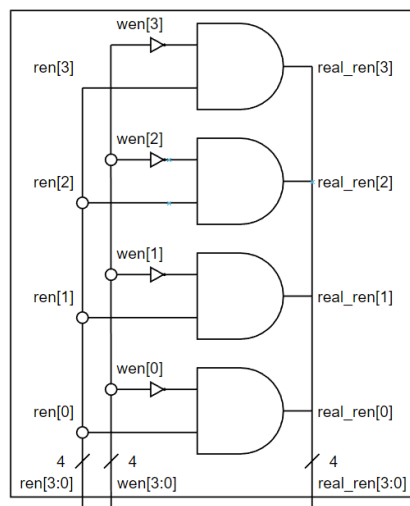 wen[3]
ren[3] real_ren[3]
wen[2]
ren[2] real_ren[2]
wen[1]
ren[1] real_ren[1]
wen[0]
ren[0] real_ren[0]
4 4 4
ren[3:0] wen[3:0] real_ren[3:0]